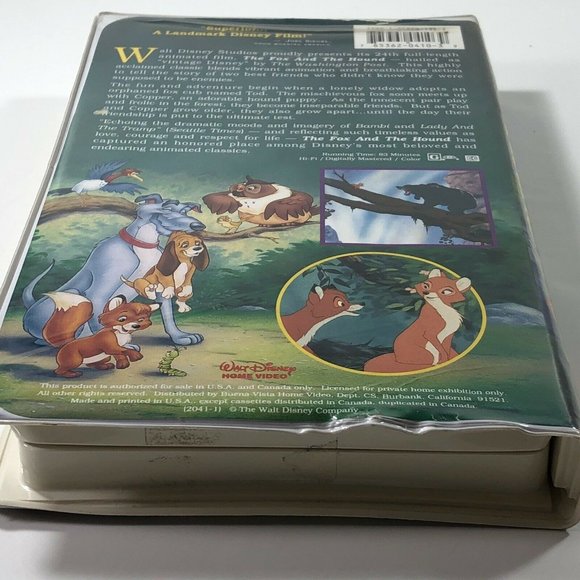 "Superior
A Landmark Disney Film!"
Walt Disney Studios proudly presents its 24th full length
animated film, The Fox And The Hound — hailed as
"vintage Disney" by The Washington Post. This highly
acclaimed vibrant animation and breathtaking action
to tell the story of two best friends who didn't know they were
supposed to be enemies.
The fun and adventure begin when a lonely widow adopts an
orphaned fox cub named Tod. The mischievous fox soon meets up
with Copper, an adorable hound puppy. As the innocent pair play
and frolic in the forest, they become inseparable friends. But as Tod
and Copper grow older, they also grow apart...until the day their
friendship is put to the ultimate test.
"Echoing the dramatic moods and imagery of Bambi and Lady And
The Tramp" (Seattle Times) — and reflecting such timeless values as
love, courage and respect for life — The Fox And The Hound has
captured an honored place among Disney's most beloved and
endearing animated classics.
Running Time: 83 Minutes
Hi-Fi / Digitally Mastered / Color
G
Walt Disney
HOME VIDEO
This product is authorized for sale in U.S.A. and Canada only. Licensed for private home exhibition only.
All other rights reserved. Distributed by Buena Vista Home Video, Dept. CS, Burbank, California 91521.
Made and printed in U.S.A., except cassettes distributed in Canada, duplicated in Canada.
(2041-1) © The Walt Disney Company